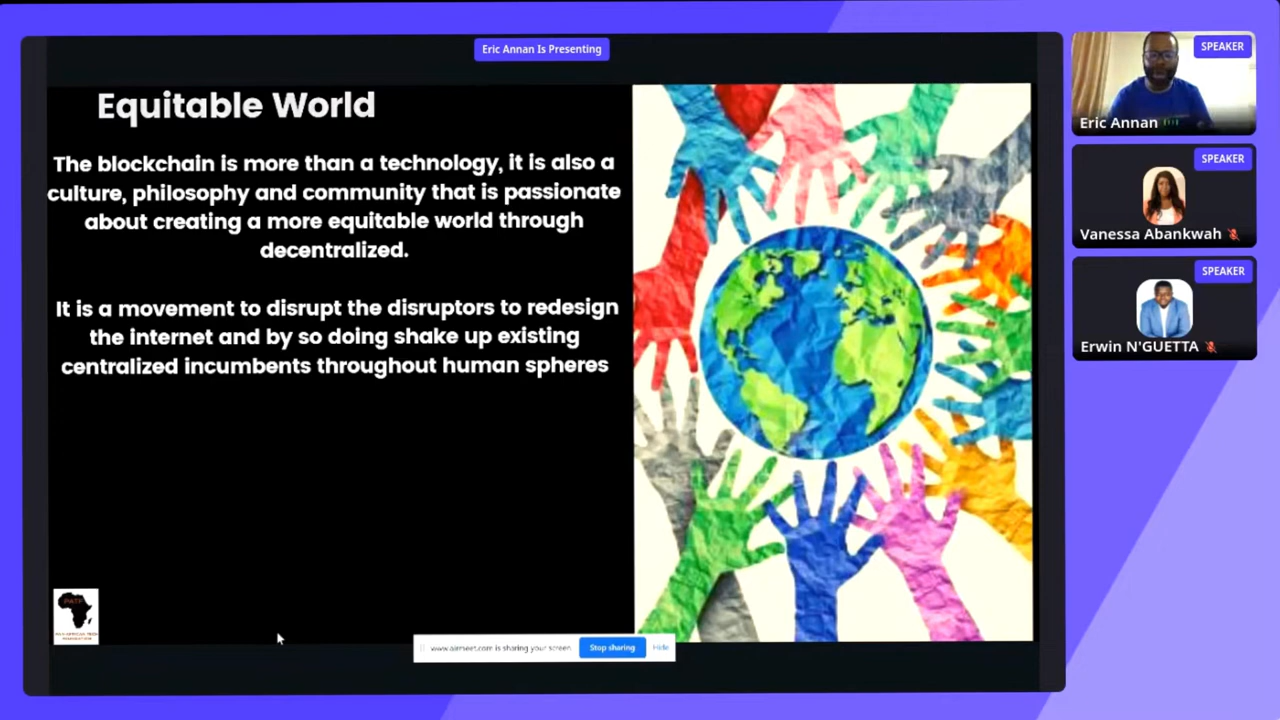 Eric Annan Is Presenting
Equitable World
The blockchain is more than a technology, it is also a
culture, philosophy and community that is passionate
about creating a more equitable world through
decentralized.
It is a movement to disrupt the disruptors to redesign
the internet and by so doing shake up existing
centralized incumbents throughout human spheres
www.airmeet.com is sharing your screen.
Stop sharing
Hide
SPEAKER
Eric Annan
SPEAKER
Vanessa Abankwah
SPEAKER
Erwin N'GUETTA